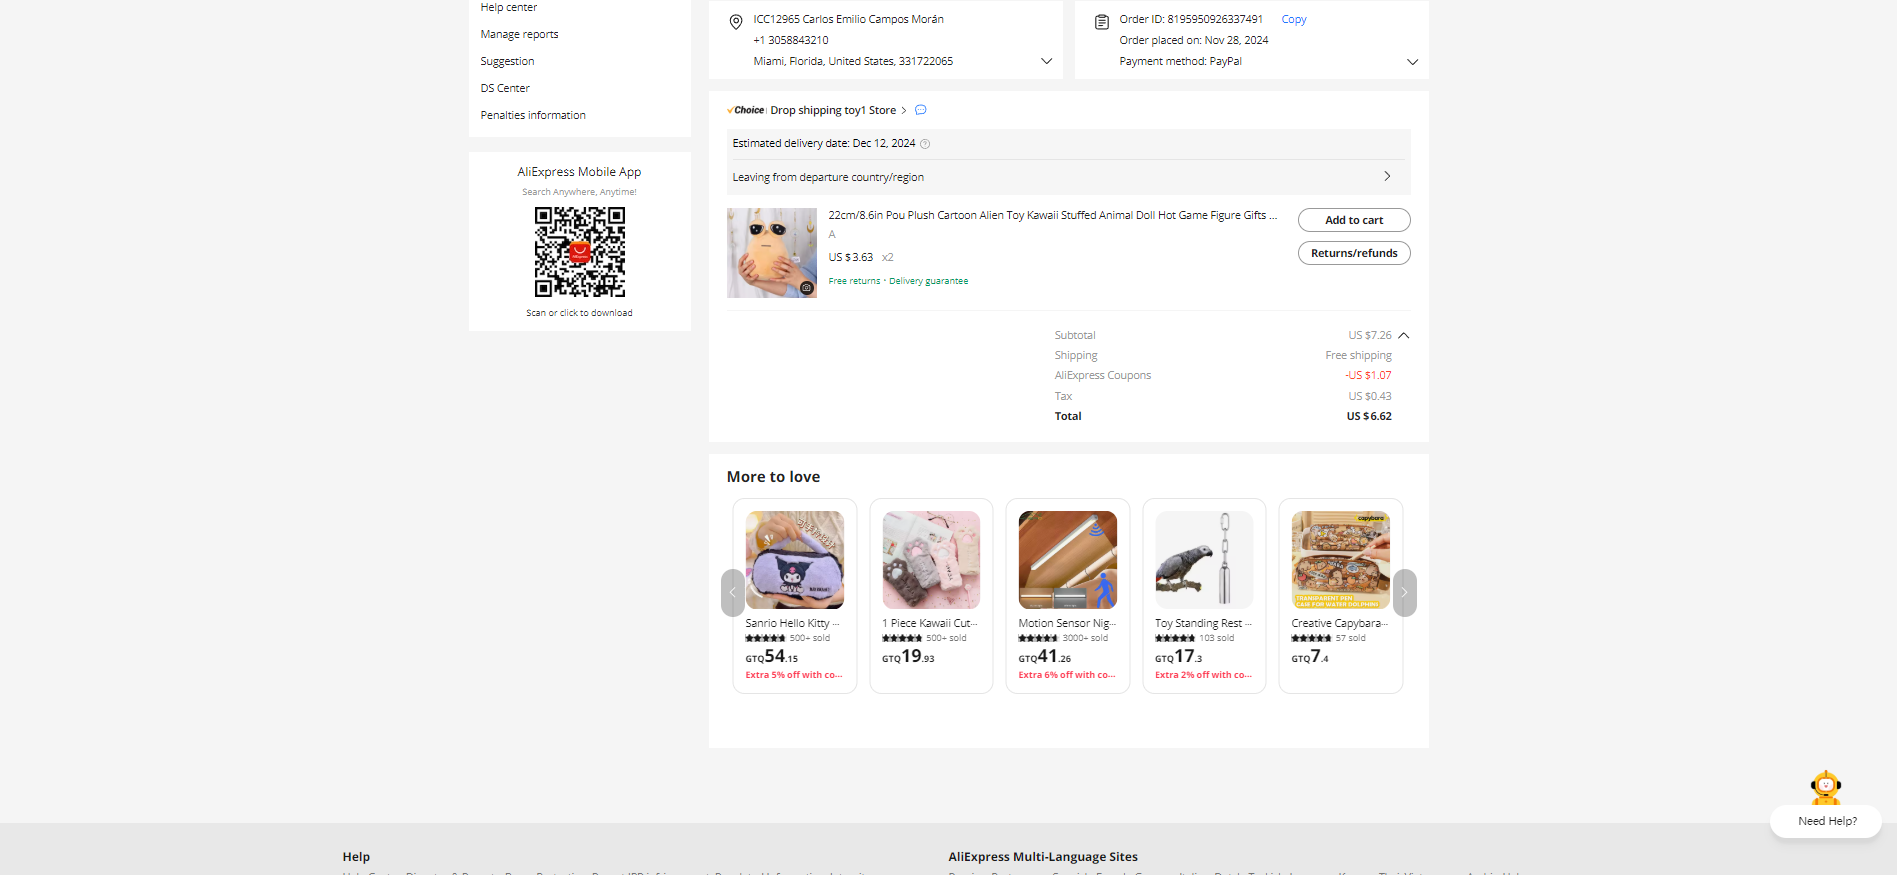 Help center
Manage reports
Suggestion
DS Center
Penalties information
AliExpress Mobile App
Search Anywhere, Anytime!
Scan or click to download
ICC12965 Carlos Emilio Campos Morán
+1 3058843210
Miami, Florida, United States, 331722065
Order ID: 8195950926337491 Copy
Order placed on: Nov 28, 2024
Payment method: PayPal
Choice Drop shipping toy1 Store
Estimated delivery date: Dec 12, 2024
Leaving from departure country/region
22cm/8.6in Pou Plush Cartoon Alien Toy Kawaii Stuffed Animal Doll Hot Game Figure Gifts ...
A
US $3.63 x2
Free returns · Delivery guarantee
Add to cart
Returns/refunds
Subtotal US $7.26
Shipping Free shipping
AliExpress Coupons -US $1.07
Tax US $0.43
Total US $6.62
More to love
Sanrio Hello Kitty ...
500+ sold
GTQ54.15
Extra 5% off with co...
1 Piece Kawaii Cut...
500+ sold
GTQ19.93
Motion Sensor Nig...
3000+ sold
GTQ41.26
Extra 6% off with co...
Toy Standing Rest ...
103 sold
GTQ17.3
Extra 2% off with co...
capybara
TRANSPARENT PEN
CASE FOR WATER DOLPHIN
Creative Capybara...
57 sold
GTQ7.4
Need Help?
Help
AliExpress Multi-Language Sites